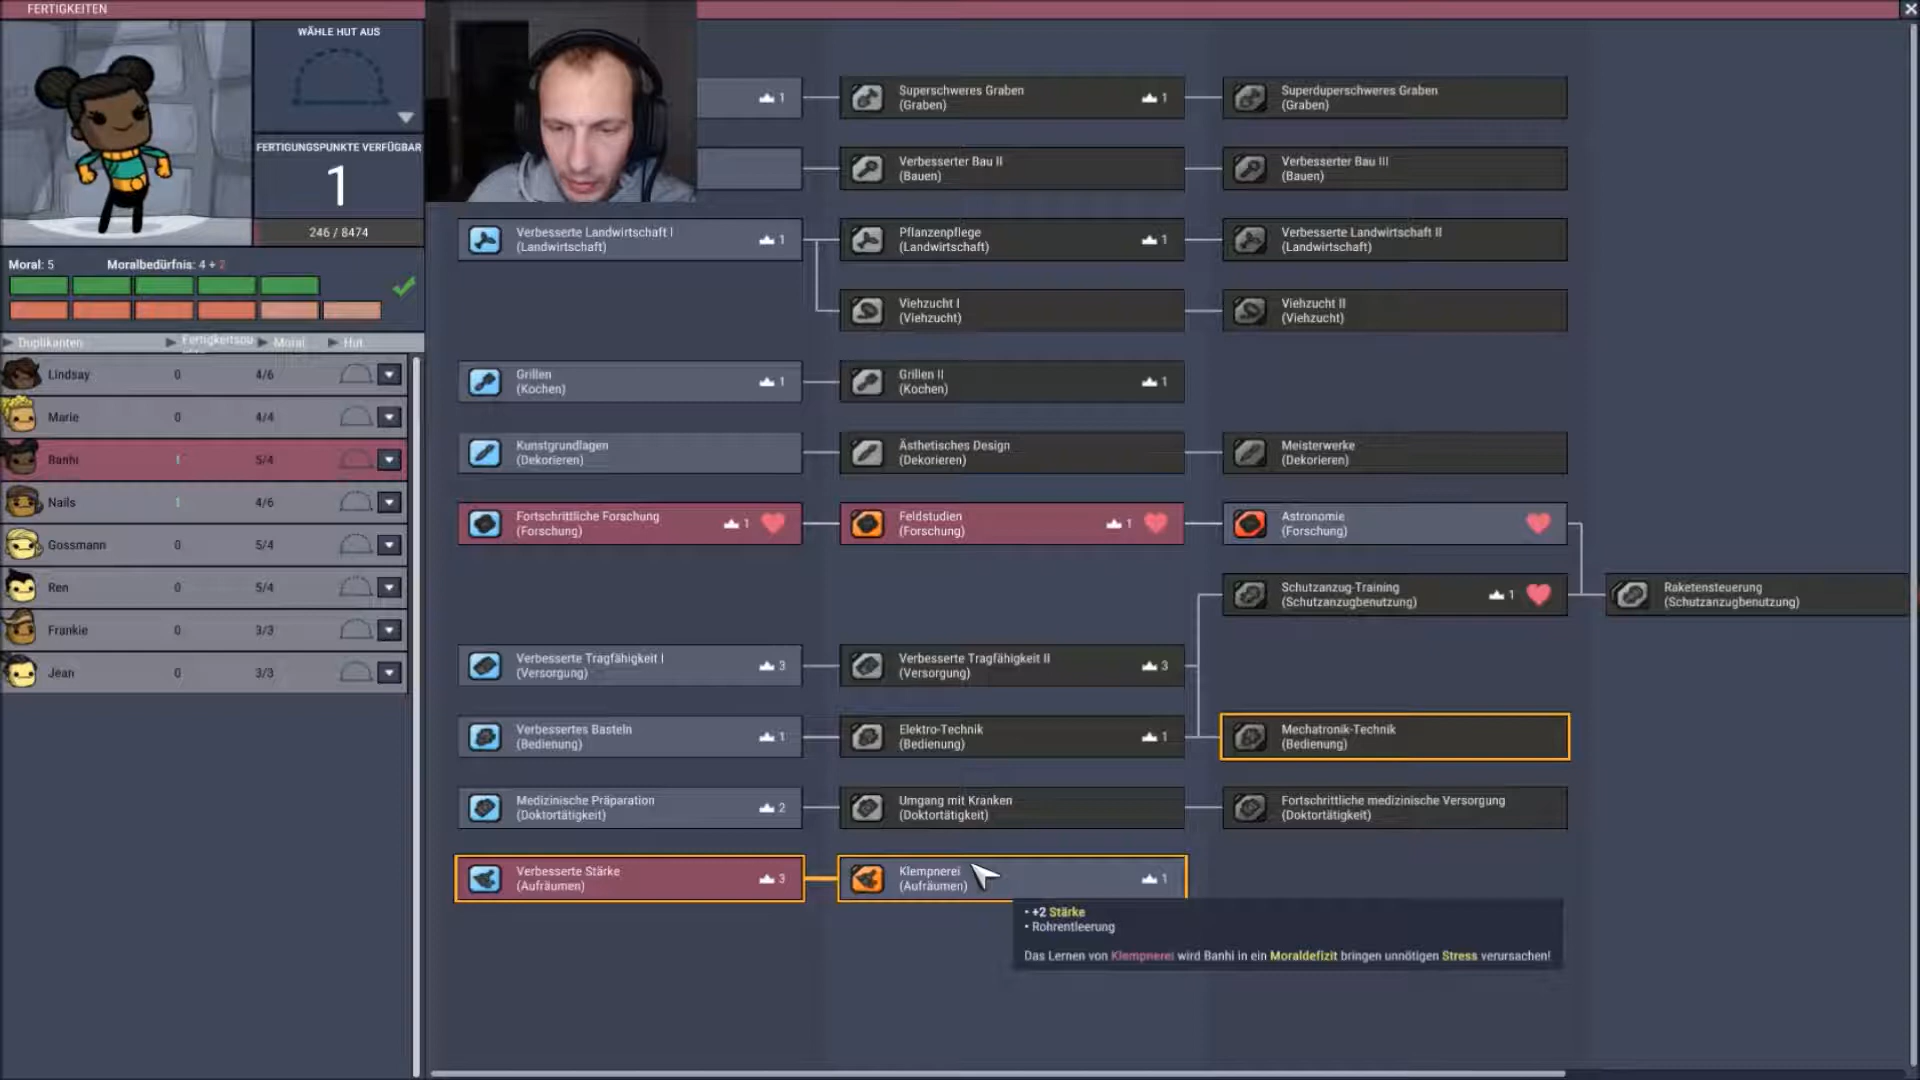 FERTIGKEITEN
WÄHLE HUT AUS
FERTIGUNGSPUNKTE VERFÜGBAR
1
246 / 8474
Moral: 5
Moralbedürfnis: 4 + 2
Duplikanten
Moral
Hut
Lindsay 0 4/6
Marie 0 4/4
Banhi 1 5/4
Nails 1 4/6
Gossmann 0 5/4
Ren 0 5/4
Frankie 0 3/3
Jean 0 3/3
1
Superschweres Graben
(Graben)
1
Superduperschweres Graben
(Graben)
Verbesserter Bau II
(Bauen)
Verbesserter Bau III
(Bauen)
Verbesserte Landwirtschaft I
(Landwirtschaft)
1
Pflanzenpflege
(Landwirtschaft)
1
Verbesserte Landwirtschaft II
(Landwirtschaft)
Viehzucht I
(Viehzucht)
Viehzucht II
(Viehzucht)
Grillen
(Kochen)
1
Grillen II
(Kochen)
1
Kunstgrundlagen
(Dekorieren)
Ästhetisches Design
(Dekorieren)
Meisterwerke
(Dekorieren)
Fortschrittliche Forschung
(Forschung)
1
Feldstudien
(Forschung)
1
Astronomie
(Forschung)
Schutzanzug-Training
(Schutzanzugbenutzung)
1
Raketensteuerung
(Schutzanzugbenutzung)
Verbesserte Tragfähigkeit I
(Versorgung)
3
Verbesserte Tragfähigkeit II
(Versorgung)
3
Verbessertes Basteln
(Bedienung)
1
Elektro-Technik
(Bedienung)
1
Mechatronik-Technik
(Bedienung)
Medizinische Präparation
(Doktortätigkeit)
2
Umgang mit Kranken
(Doktortätigkeit)
Fortschrittliche medizinische Versorgung
(Doktortätigkeit)
Verbesserte Stärke
(Aufräumen)
3
Klempnerei
(Aufräumen)
1
• +2 Stärke
• Rohrentleerung
Das Lernen von Klempnerei wird Banhi in ein Moraldefizit bringen unnötigen Stress verursachen!